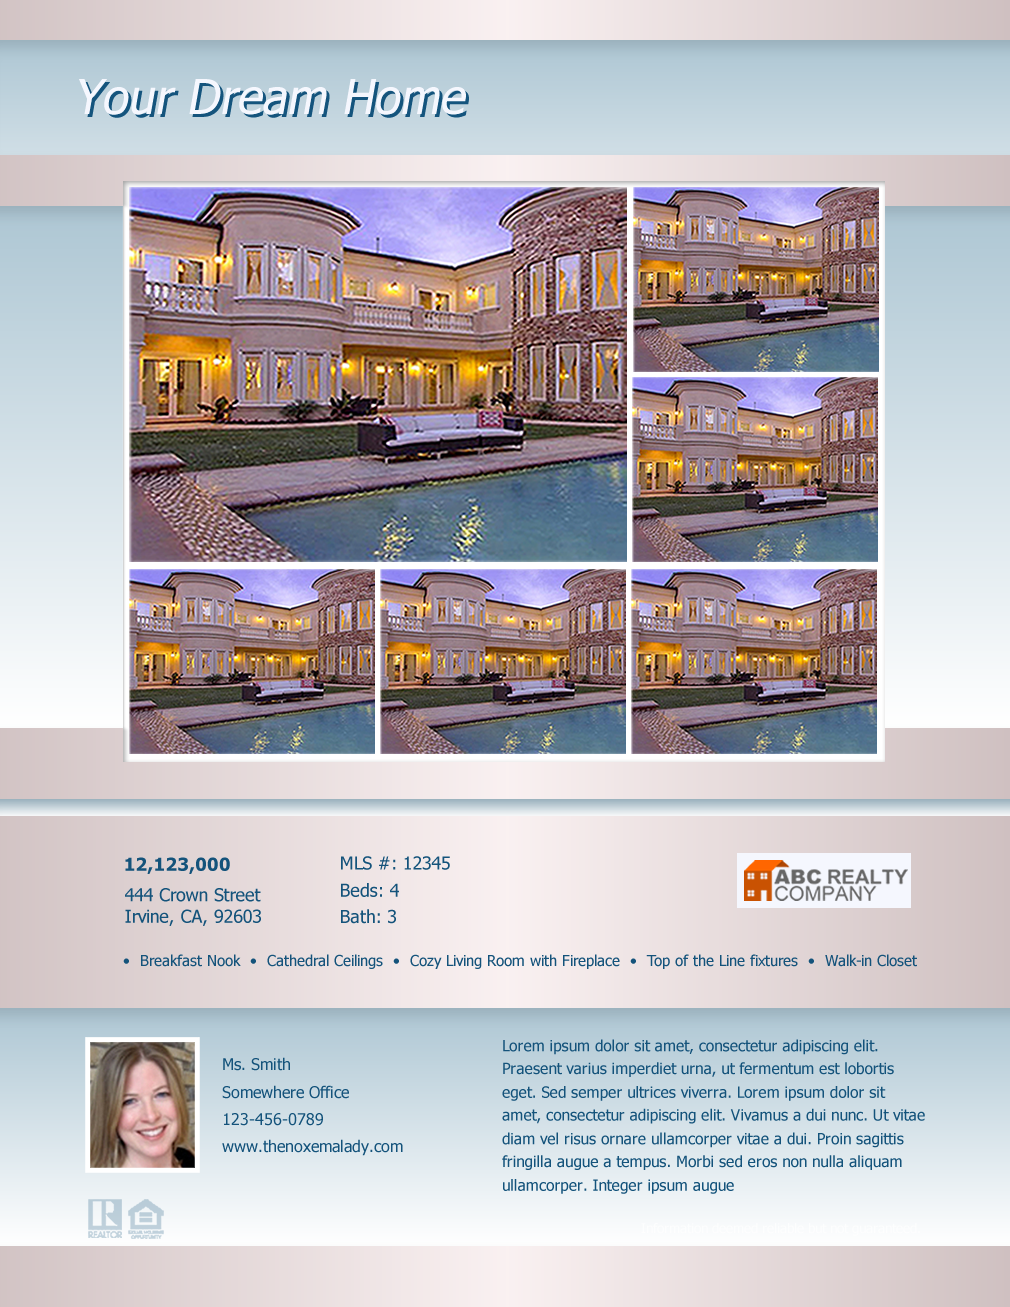 Your Dream Home
12,123,000
444 Crown Street
Irvine, CA, 92603
MLS #: 12345
Beds: 4
Bath: 3
ABC REALTY
COMPANY
• Breakfast Nook • Cathedral Ceilings • Cozy Living Room with Fireplace • Top of the Line fixtures • Walk-in Closet
Ms. Smith
Somewhere Office
123-456-0789
www.thenoxemalady.com
Lorem ipsum dolor sit amet, consectetur adipiscing elit.
Praesent varius imperdiet urna, ut fermentum est lobortis
eget. Sed semper ultrices viverra. Lorem ipsum dolor sit
amet, consectetur adipiscing elit. Vivamus a dui nunc. Ut vitae
diam vel risus ornare ullamcorper vitae a dui. Proin sagittis
fringilla augue a tempus. Morbi sed eros non nulla aliquam
ullamcorper. Integer ipsum augue
R
REALTOR
EQUAL HOUSING
OPPORTUNITY